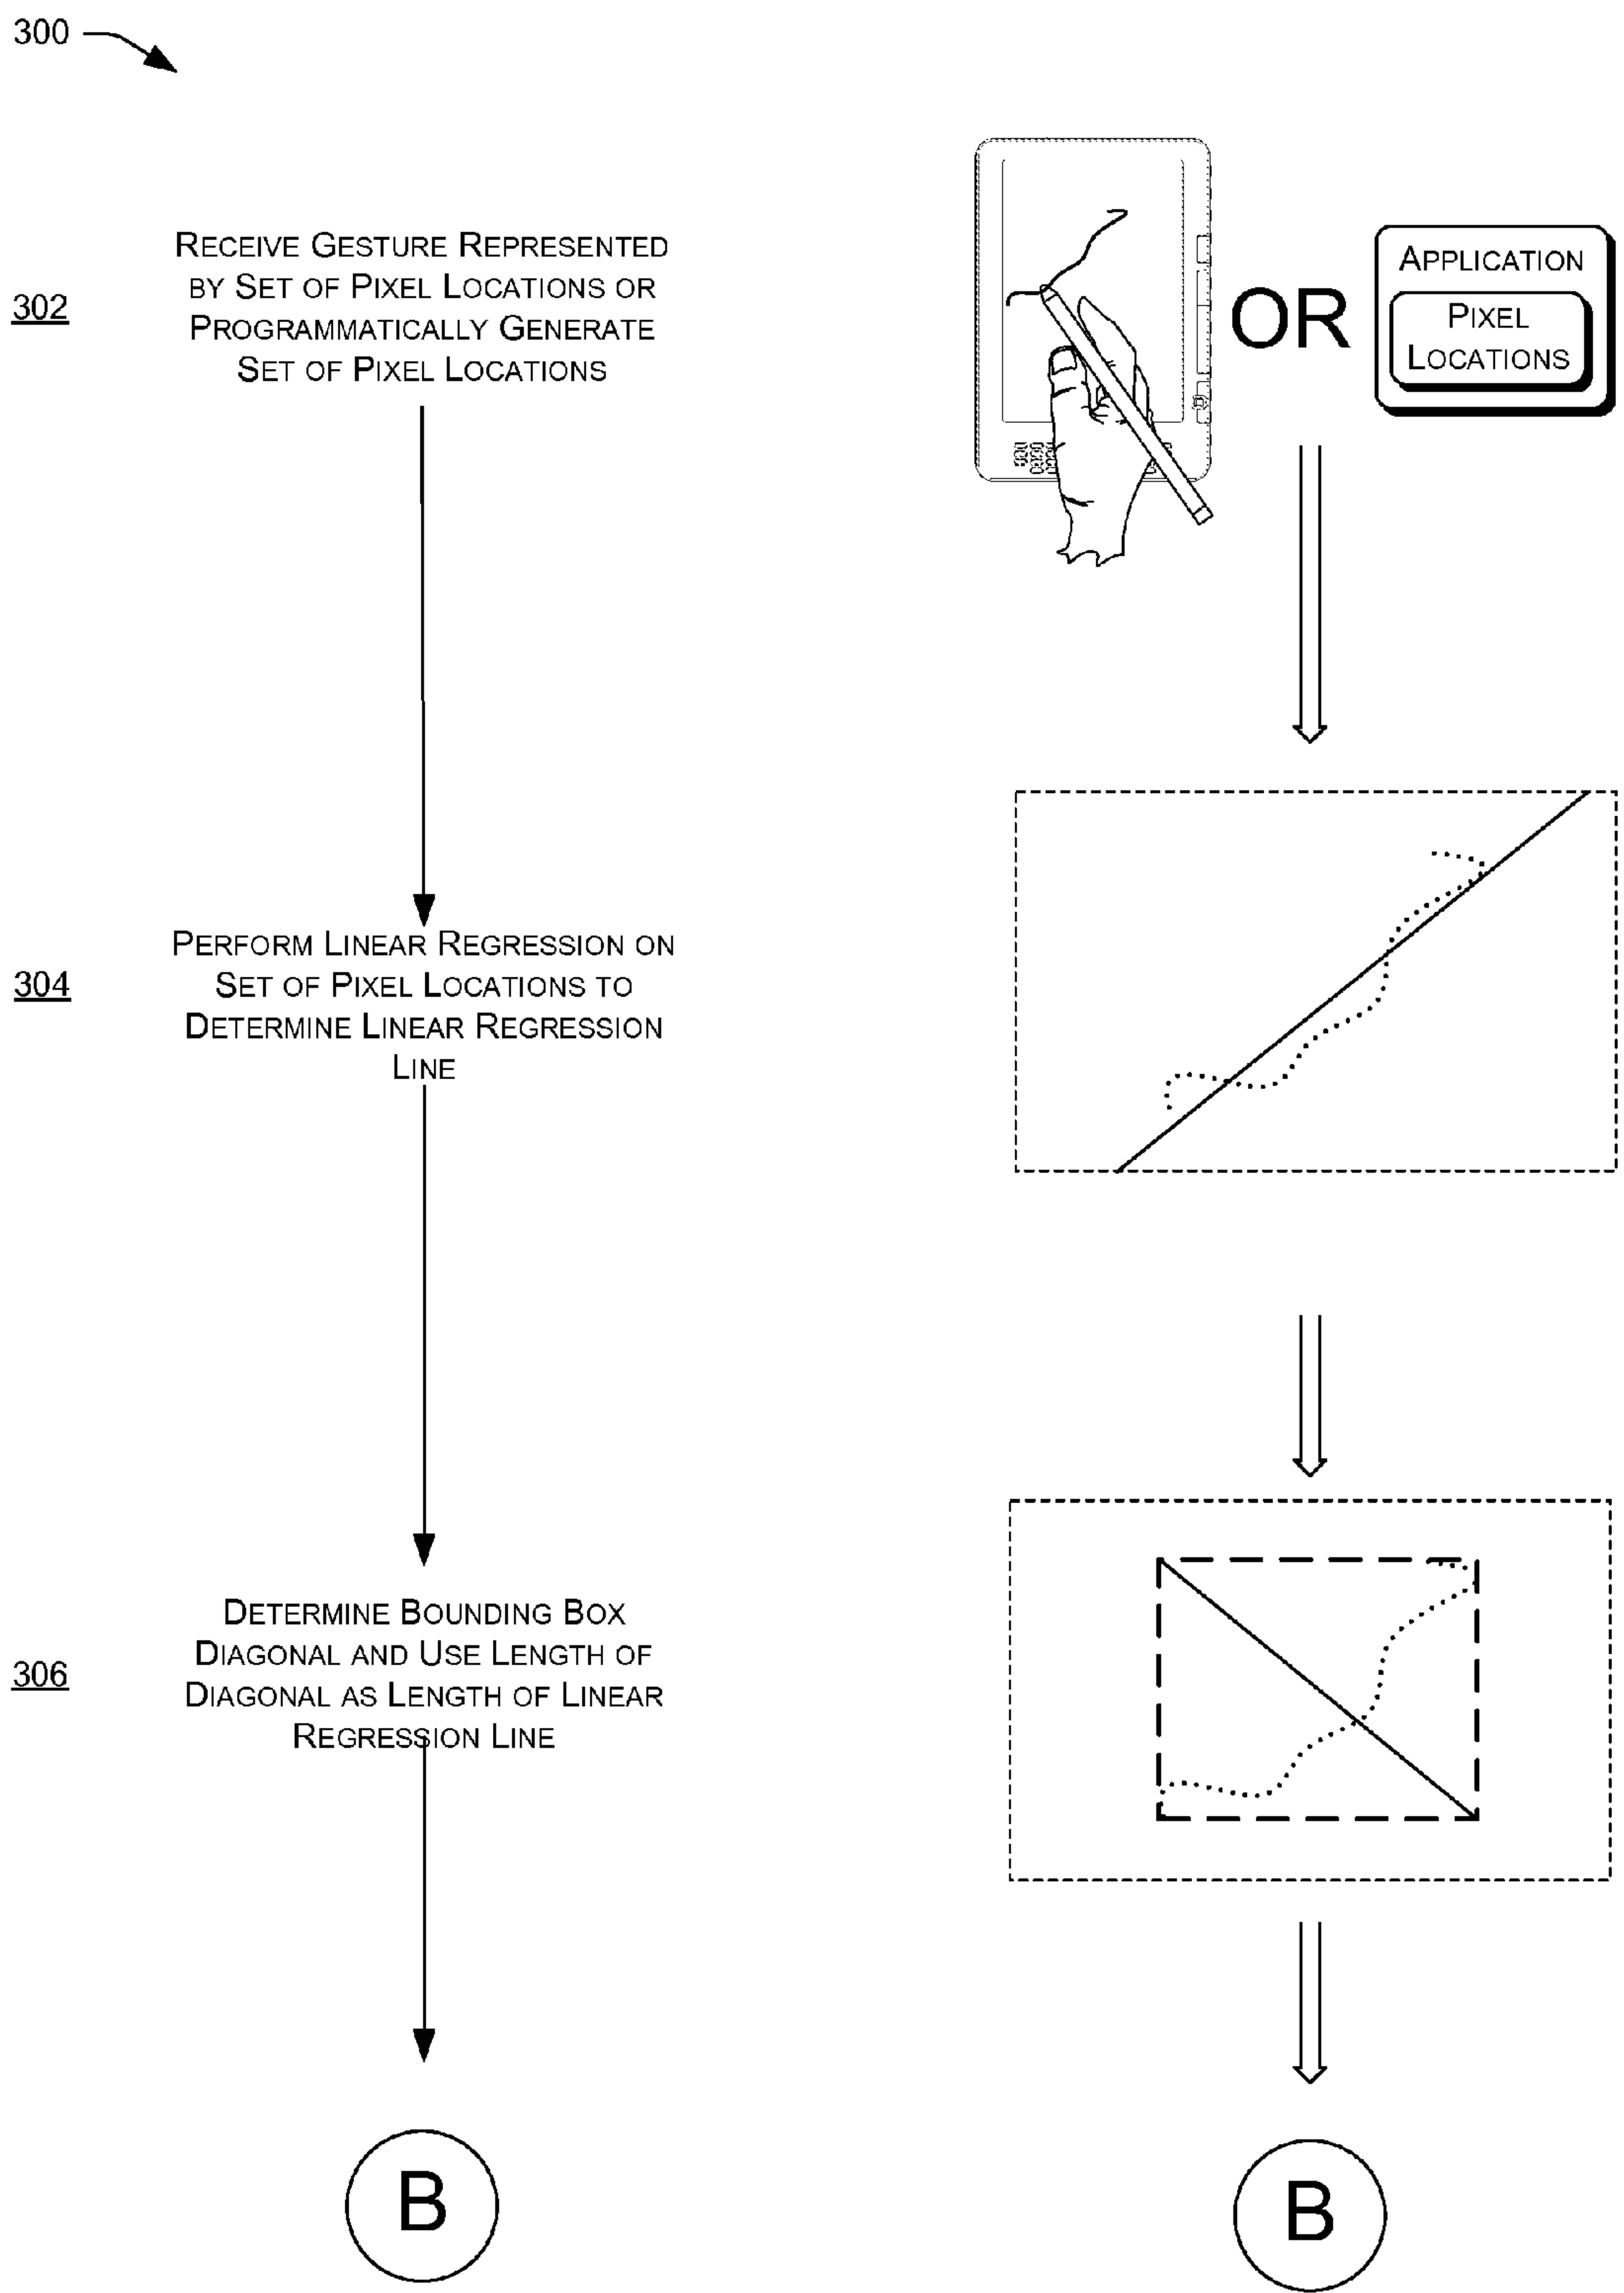 300
302
RECEIVE GESTURE REPRESENTED
BY SET OF PIXEL LOCATIONS OR
PROGRAMMATICALLY GENERATE
SET OF PIXEL LOCATIONS
OR
APPLICATION
PIXEL
LOCATIONS
304
PERFORM LINEAR REGRESSION ON
SET OF PIXEL LOCATIONS TO
DETERMINE LINEAR REGRESSION
LINE
306
DETERMINE BOUNDING BOX
DIAGONAL AND USE LENGTH OF
DIAGONAL AS LENGTH OF LINEAR
REGRESSION LINE
B
B